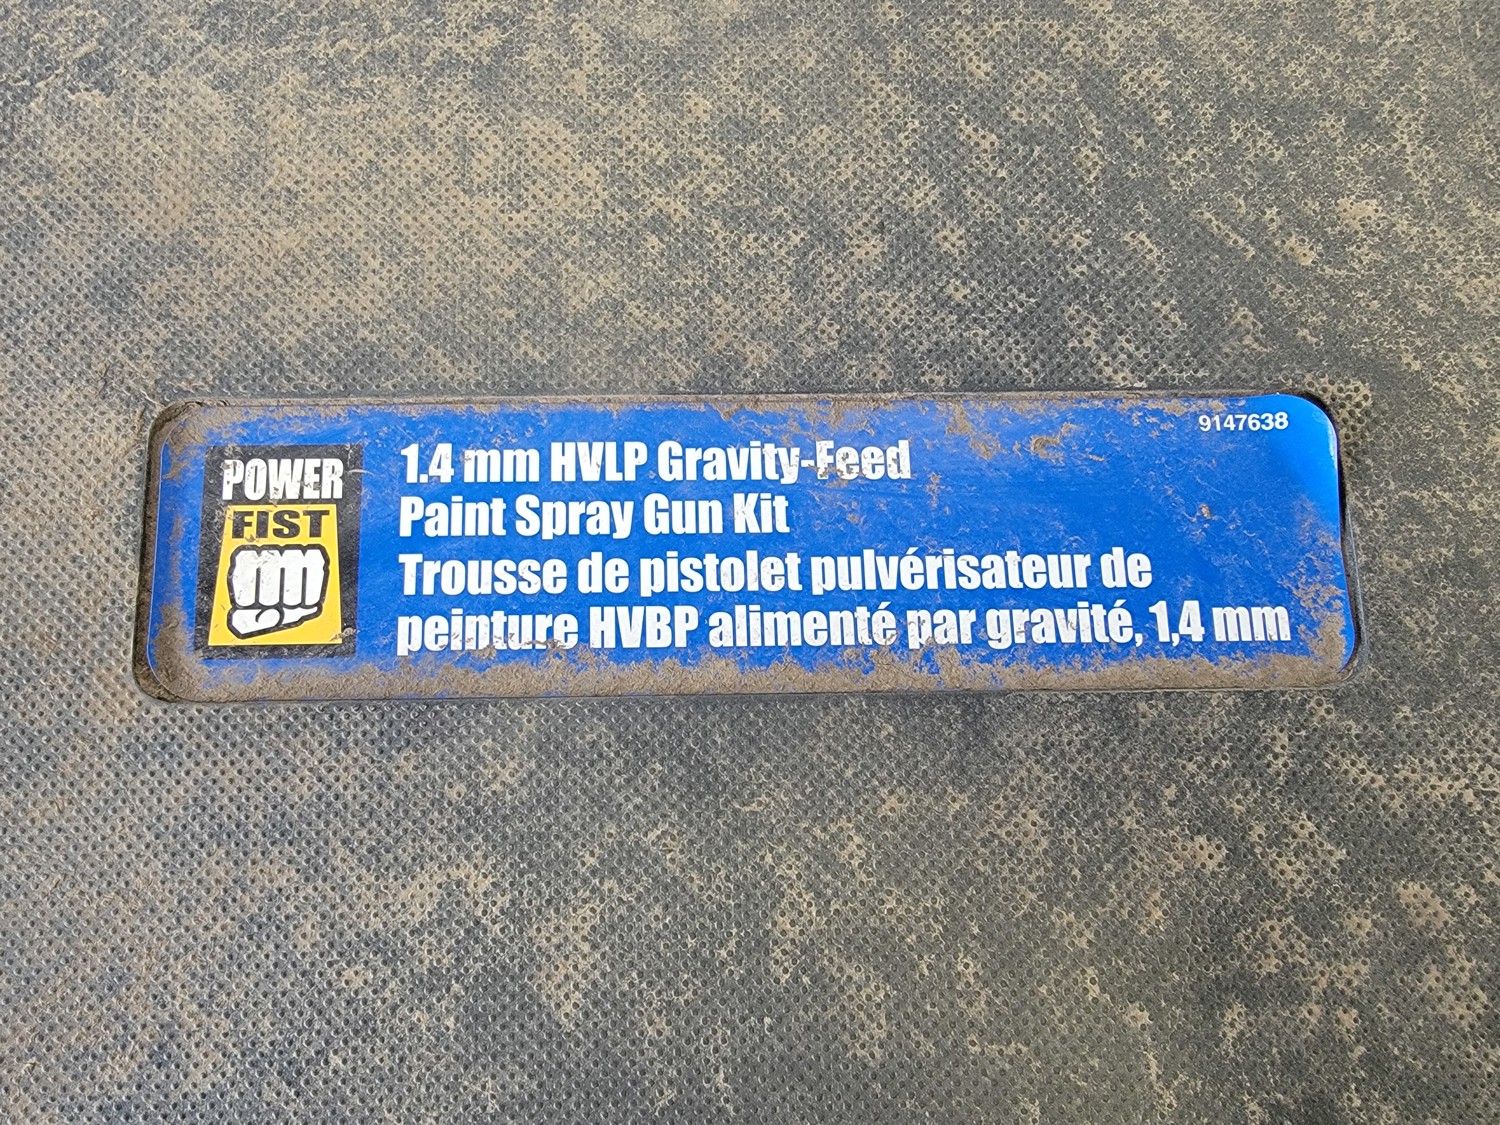 9147638
POWER
FIST
1.4 mm HVLP Gravity-Feed
Paint Spray Gun Kit
Trousse de pistolet pulvérisateur de
peinture HVBP alimenté par gravité, 1,4 mm